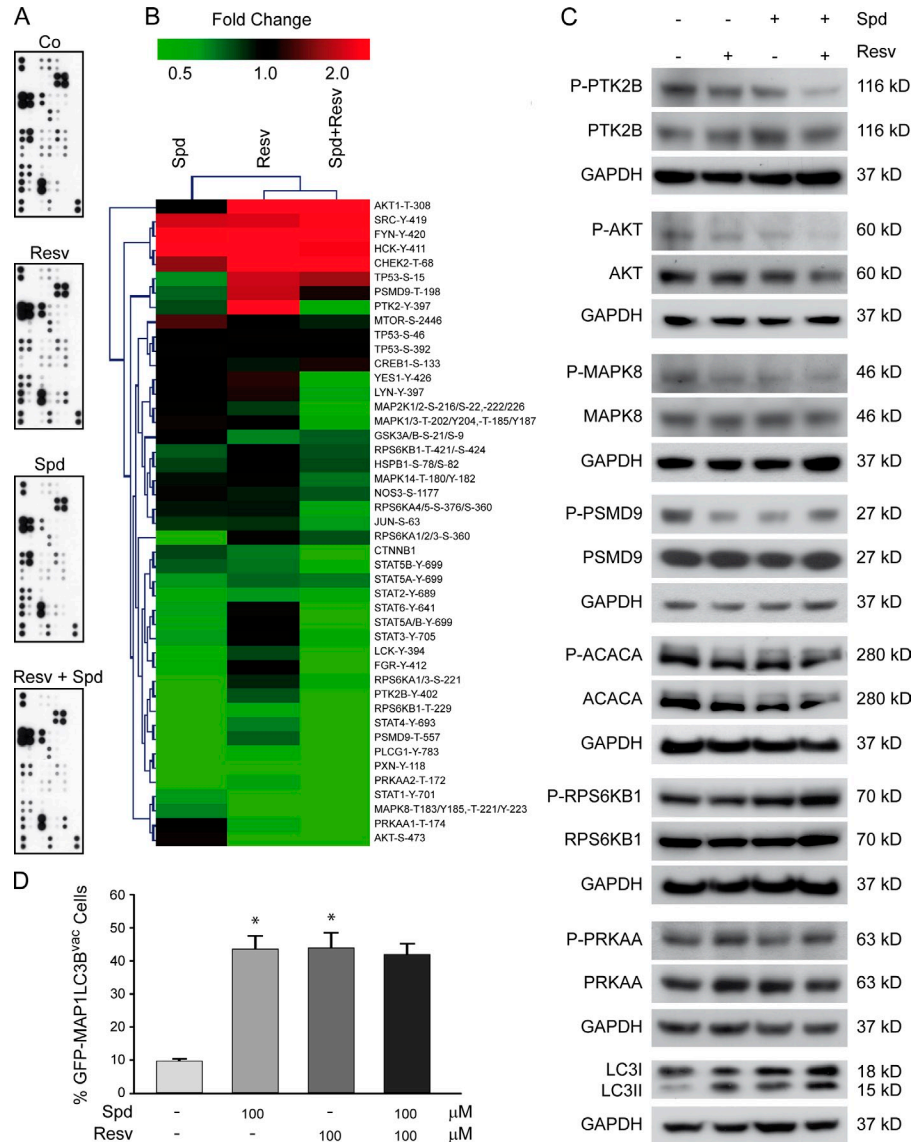 A
Co
Resv
Spd
Resv + Spd
B
Fold Change
0.5 1.0 2.0
Spd Resv Spd+Resv
AKT1-T-308
SRC-Y-419
FYN-Y-420
HCK-Y-411
CHEK2-T-68
TP53-S-15
PSMD9-T-198
PTK2-Y-397
MTOR-S-2446
TP53-S-46
TP53-S-392
CREB1-S-133
YES1-Y-426
LYN-Y-397
MAP2K1/2-S-216/S-22,-222/226
MAPK1/3-T-202/Y204,-T-185/Y187
GSK3A/B-S-21/S-9
RPS6KB1-T-421/-S-424
HSPB1-S-78/S-82
MAPK14-T-180/Y-182
NOS3-S-1177
RPS6KA4/5-S-376/S-360
JUN-S-63
RPS6KA1/2/3-S-360
CTNNB1
STAT5B-Y-699
STAT5A-Y-699
STAT2-Y-689
STAT6-Y-641
STAT5A/B-Y-699
STAT3-Y-705
LCK-Y-394
FGR-Y-412
RPS6KA1/3-S-221
PTK2B-Y-402
RPS6KB1-T-229
STAT4-Y-693
PSMD9-T-557
PLCG1-Y-783
PXN-Y-118
PRKAA2-T-172
STAT1-Y-701
MAPK8-T183/Y185,-T-221/Y-223
PRKAA1-T-174
AKT-S-473
C
- - + + Spd
- + - + Resv
P-PTK2B 116 kD
PTK2B 116 kD
GAPDH 37 kD
P-AKT 60 kD
AKT 60 kD
GAPDH 37 kD
P-MAPK8 46 kD
MAPK8 46 kD
GAPDH 37 kD
P-PSMD9 27 kD
PSMD9 27 kD
GAPDH 37 kD
P-ACACA 280 kD
ACACA 280 kD
GAPDH 37 kD
P-RPS6KB1 70 kD
RPS6KB1 70 kD
GAPDH 37 kD
P-PRKAA 63 kD
PRKAA 63 kD
GAPDH 37 kD
LC3I 18 kD
LC3II 15 kD
GAPDH 37 kD
D
% GFP-MAP1LC3Bvac Cells
60
50
40
30
20
10
0
* *
Spd - 100 - 100 µM
Resv - - 100 100 µM